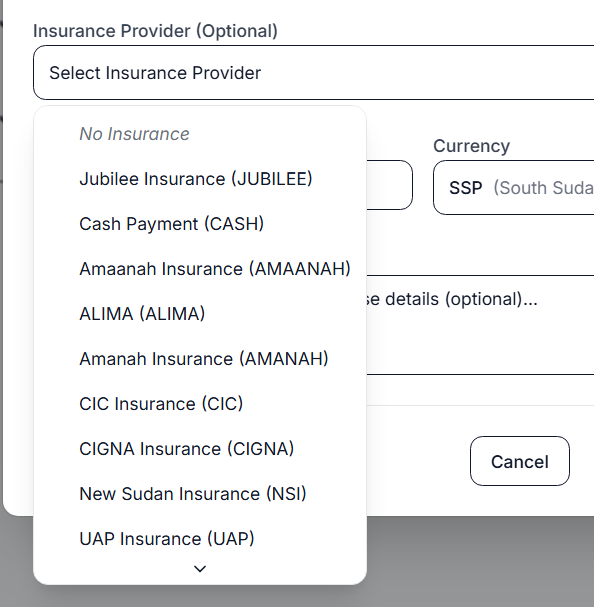 Insurance Provider (Optional)
Select Insurance Provider
No Insurance
Jubilee Insurance (JUBILEE)
Cash Payment (CASH)
Amaanah Insurance (AMAANAH)
ALIMA (ALIMA)
Amanah Insurance (AMANAH)
CIC Insurance (CIC)
CIGNA Insurance (CIGNA)
New Sudan Insurance (NSI)
UAP Insurance (UAP)
Currency
SSP (South Suda
se details (optional)...
Cancel